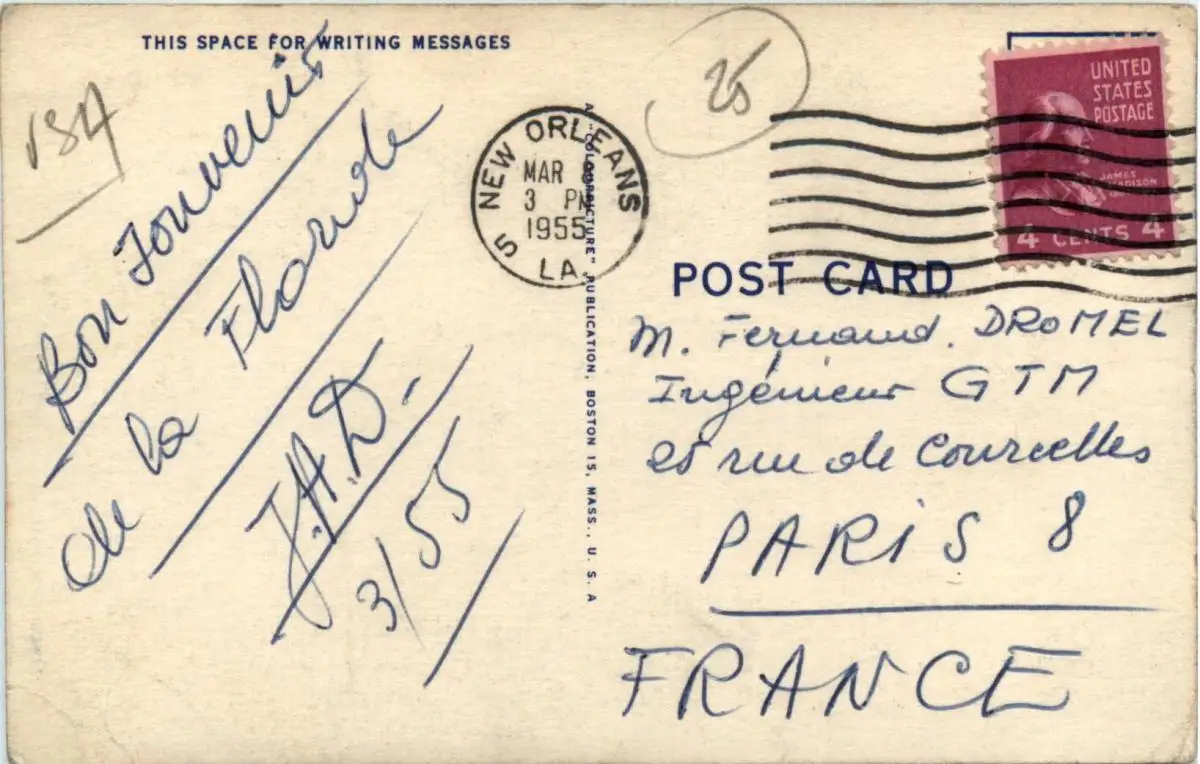 THIS SPACE FOR WRITING MESSAGES
184
Bon Souvenir
de la Floride
J.A.D.
3/55
25
NEW ORLEANS
MAR
3 PM
1955
5 LA
UNITED
STATES
POSTAGE
JAMES
MADISON
4 CENTS 4
"COLOURPICTURE" PUBLICATION, BOSTON 15, MASS., U. S. A
POST CARD
M. Fernand. DROMEL
Ingénieur GTM
25 rue de Courcelles
PARIS 8
FRANCE